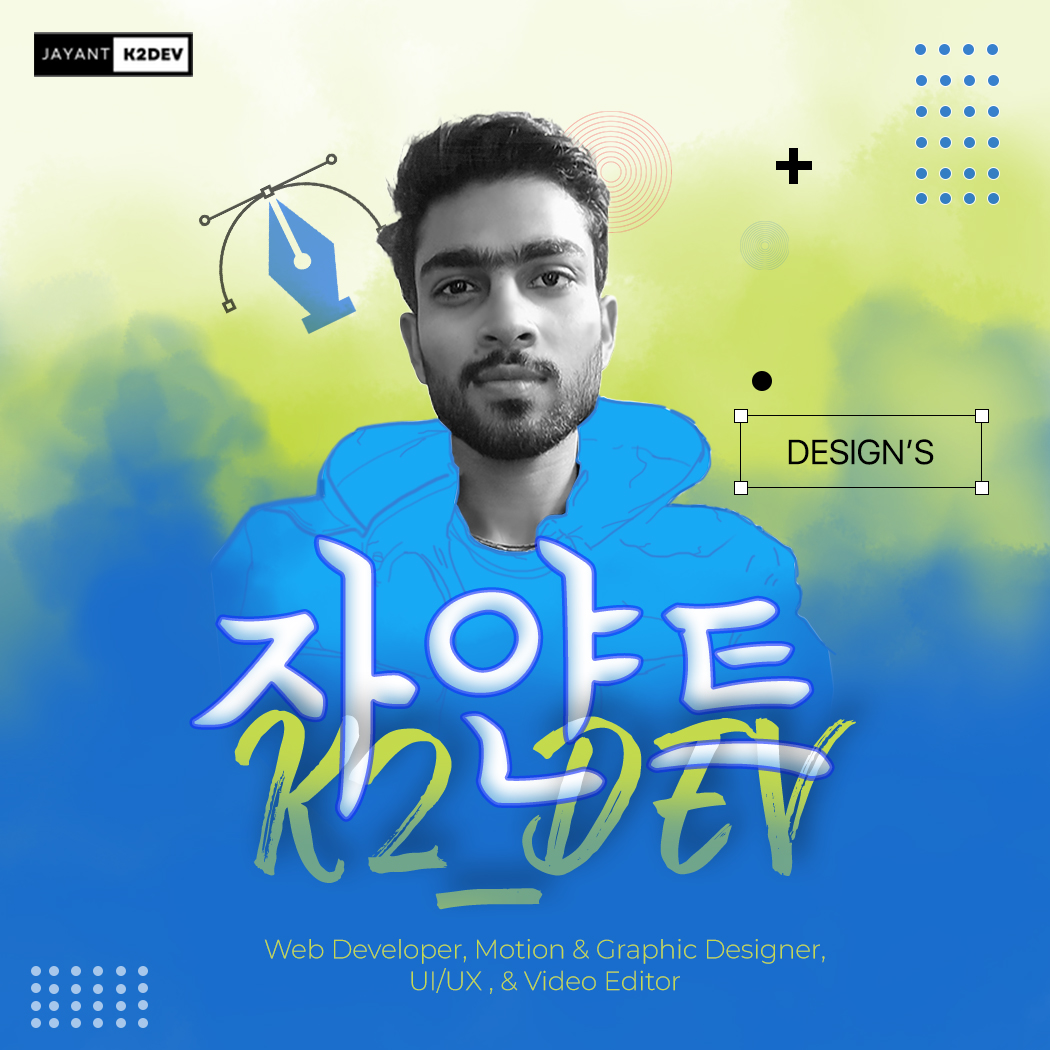 JAYANT K2DEV
DESIGN'S
자얀트
K2_DEV
Web Developer, Motion & Graphic Designer,
UI/UX , & Video Editor